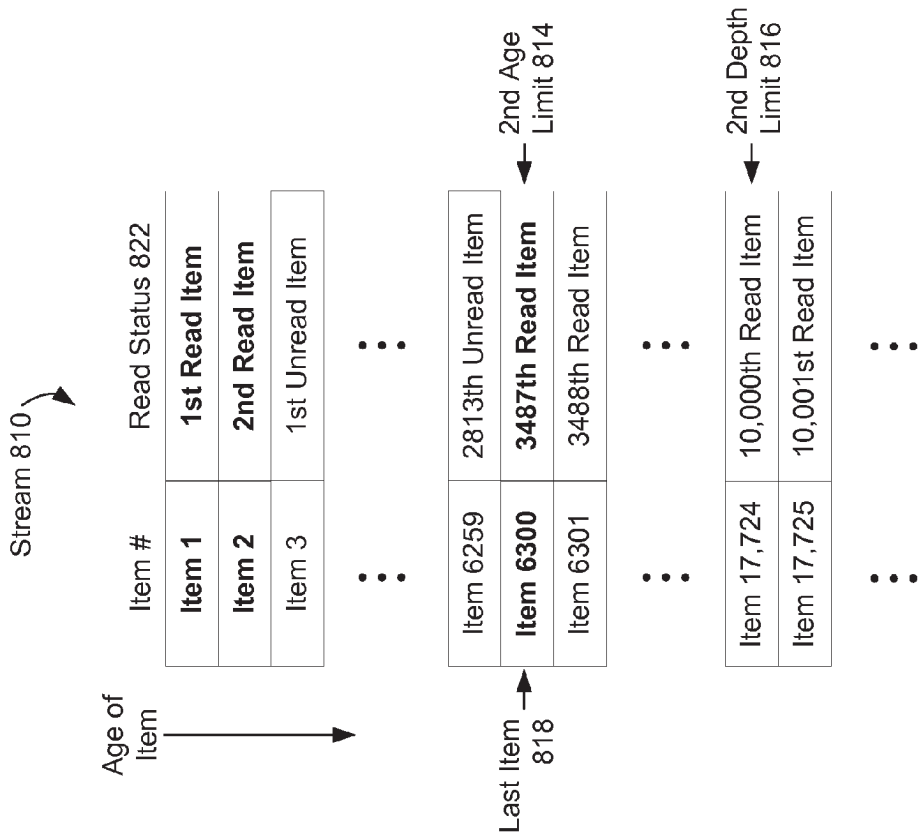 Stream 810
Age of
Item
Item # Read Status 822
Item 1 1st Read Item
Item 2 2nd Read Item
Item 3 1st Unread Item
Item 6259 2813th Unread Item
Last Item
818
Item 6300 3487th Read Item
2nd Age
Limit 814
Item 6301 3488th Read Item
Item 17,724 10,000th Read Item
2nd Depth
Limit 816
Item 17,725 10,001st Read Item